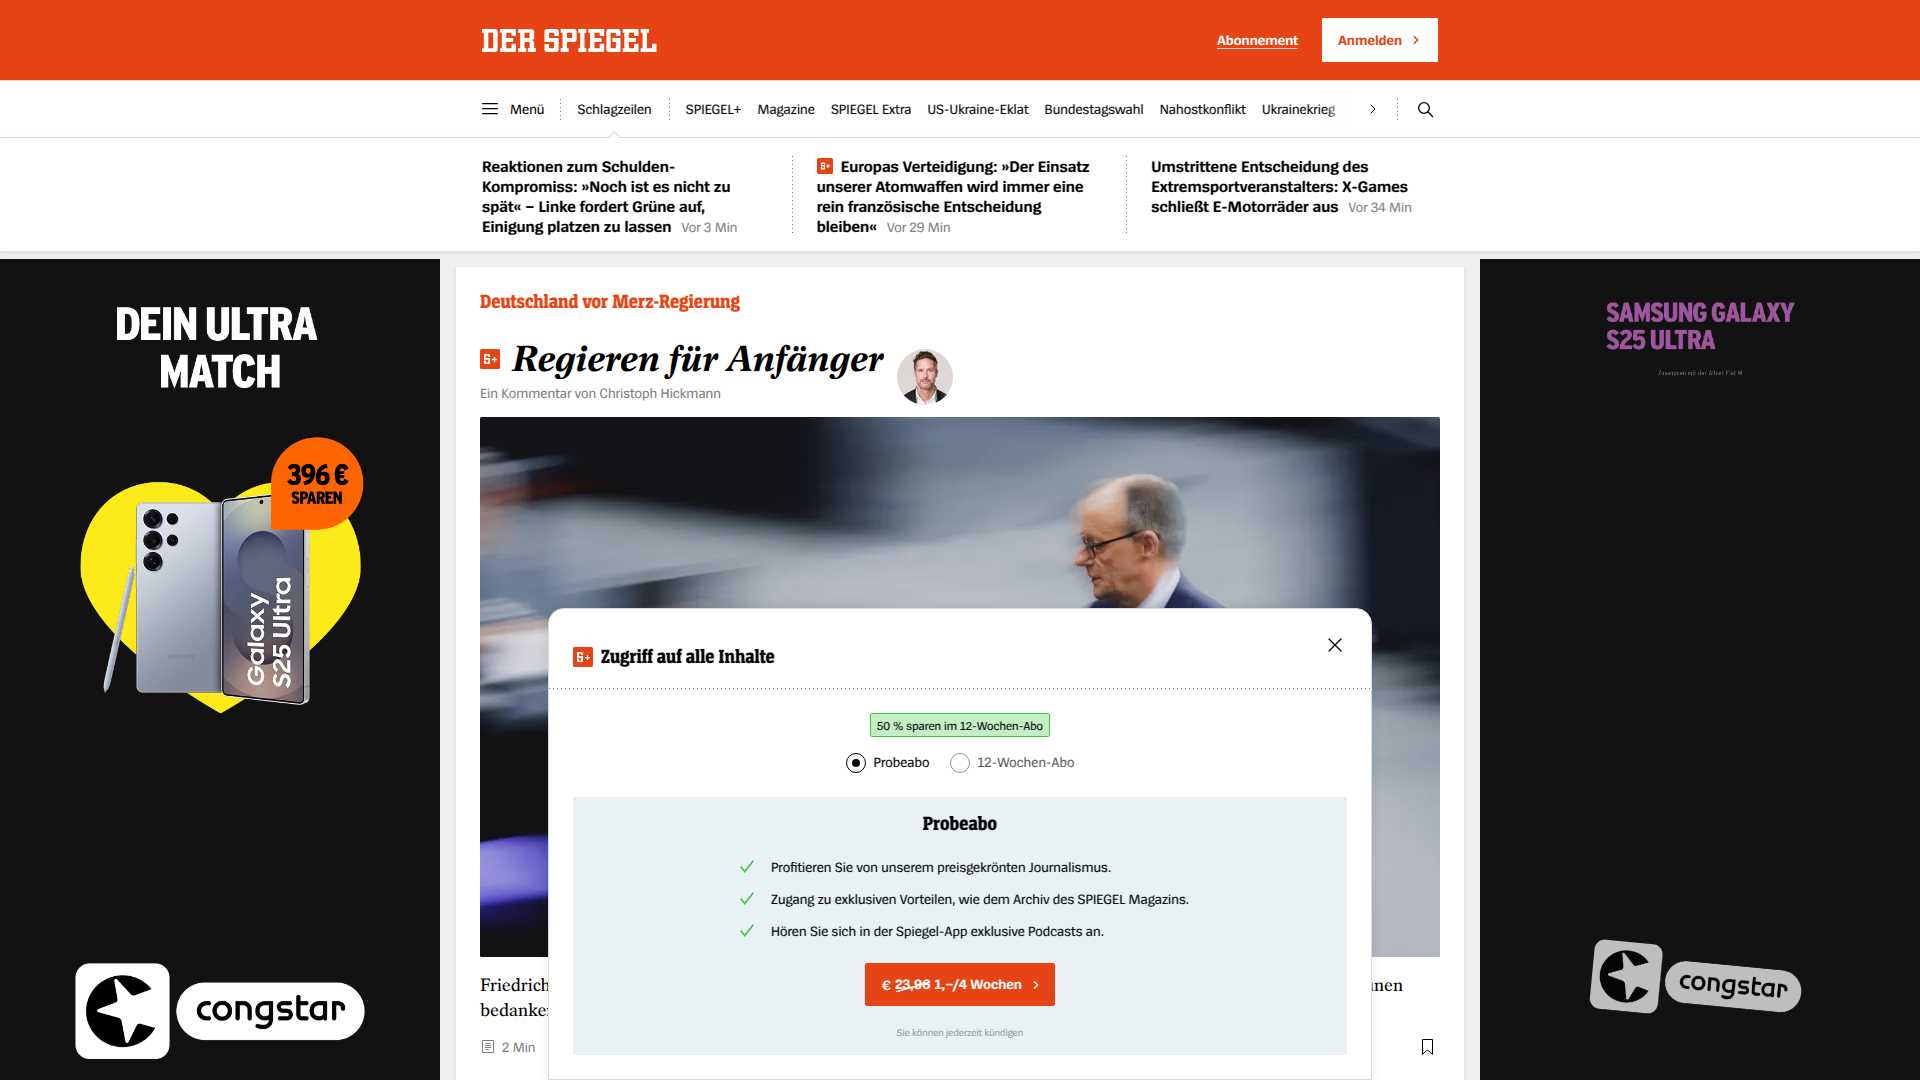 DER SPIEGEL
Abonnement
Anmelden
Menü
Schlagzeilen
SPIEGEL+
Magazine
SPIEGEL Extra
US-Ukraine-Eklat
Bundestagswahl
Nahostkonflikt
Ukrainekrieg
Reaktionen zum Schulden-
Kompromiss: »Noch ist es nicht zu
spät« – Linke fordert Grüne auf,
Einigung platzen zu lassen Vor 3 Min
Europas Verteidigung: »Der Einsatz
unserer Atomwaffen wird immer eine
rein französische Entscheidung
bleiben« Vor 29 Min
Umstrittene Entscheidung des
Extremsportveranstalters: X-Games
schließt E-Motorräder aus Vor 34 Min
DEIN ULTRA
MATCH
396 €
SPAREN
Galaxy
S25 Ultra
congstar
Deutschland vor Merz-Regierung
Regieren für Anfänger
Ein Kommentar von Christoph Hickmann
Zugriff auf alle Inhalte
50 % sparen im 12-Wochen-Abo
Probeabo
12-Wochen-Abo
Probeabo
Profitieren Sie von unserem preisgekrönten Journalismus.
Zugang zu exklusiven Vorteilen, wie dem Archiv des SPIEGEL Magazins.
Hören Sie sich in der Spiegel-App exklusive Podcasts an.
€ 23,96 1,–/4 Wochen
Sie können jederzeit kündigen
Friedrich
2 Min
SAMSUNG GALAXY
S25 ULTRA
congstar